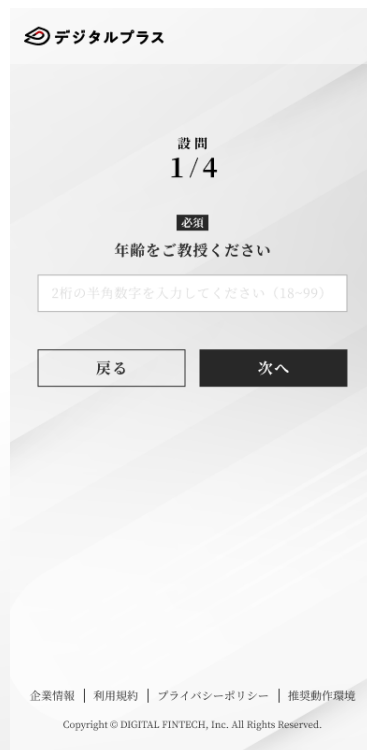 デジタルプラス
設問
1/4
必須
年齢をご教授ください
2桁の半角数字を入力してください（18-99）
戻る
次へ
企業情報 | 利用規約 | プライバシーポリシー | 推奨動作環境
Copyright © DIGITAL FINTECH, Inc. All Rights Reserved.